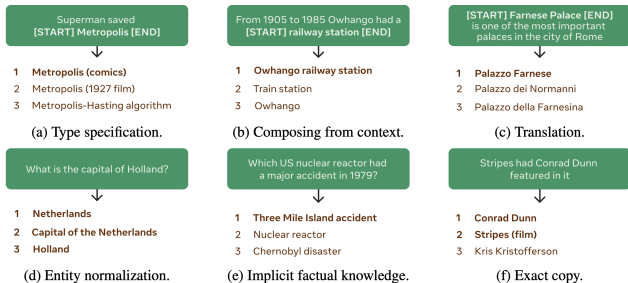 Superman saved
[START] Metropolis [END]
1 Metropolis (comics)
2 Metropolis (1927 film)
3 Metropolis-Hasting algorithm
(a) Type specification.
From 1905 to 1985 Owhango had a
[START] railway station [END]
1 Owhango railway station
2 Train station
3 Owhango
(b) Composing from context.
[START] Farnese Palace [END]
is one of the most important
palaces in the city of Rome
1 Palazzo Farnese
2 Palazzo dei Normanni
3 Palazzo della Farnesina
(c) Translation.
What is the capital of Holland?
1 Netherlands
2 Capital of the Netherlands
3 Holland
(d) Entity normalization.
Which US nuclear reactor had
a major accident in 1979?
1 Three Mile Island accident
2 Nuclear reactor
3 Chernobyl disaster
(e) Implicit factual knowledge.
Stripes had Conrad Dunn
featured in it
1 Conrad Dunn
2 Stripes (film)
3 Kris Kristofferson
(f) Exact copy.